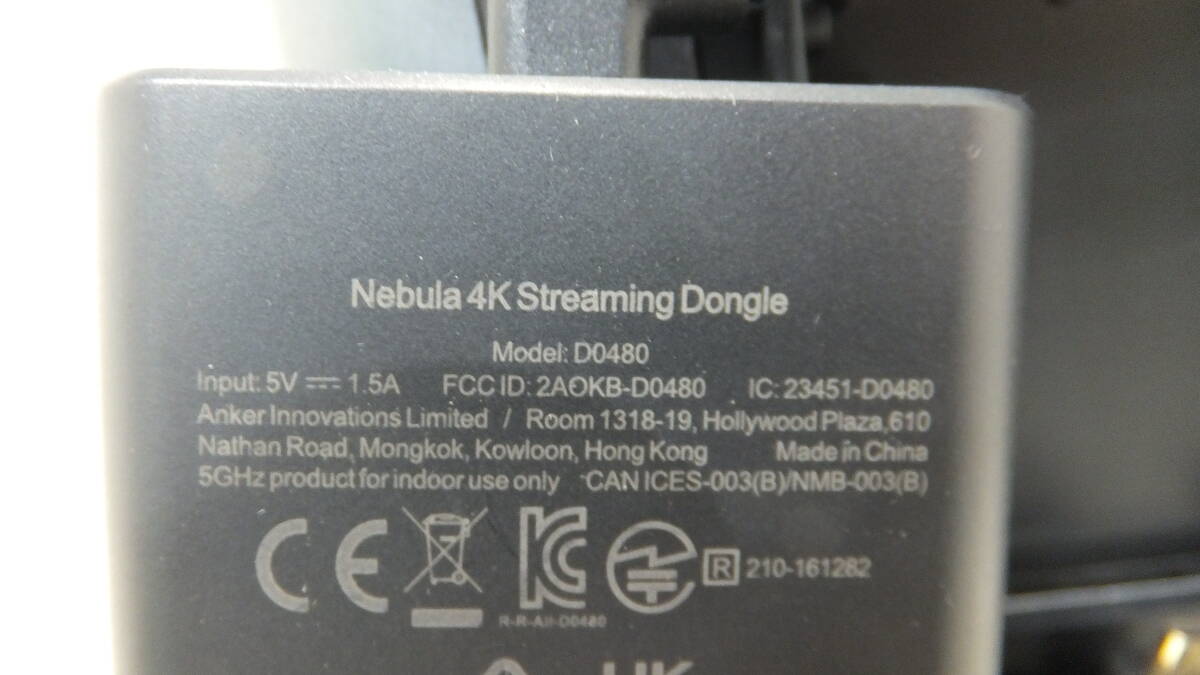 Nebula 4K Streaming Dongle
Model: D0480
Input: 5V ⎓ 1.5A FCC ID: 2AOKB-D0480 IC: 23451-D0480
Anker Innovations Limited / Room 1318-19, Hollywood Plaza,610
Nathan Road, Mongkok, Kowloon, Hong Kong Made in China
5GHz product for indoor use only CAN ICES-003(B)/NMB-003(B)
CE KC R 210-161282
R-R-AII-D0480
UK